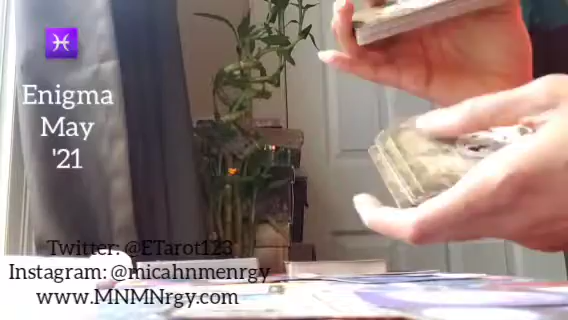 ♓
Enigma
May
'21
Twitter: @ETarot123
Instagram: @micahnmenrgy
www.MNMNrgy.com